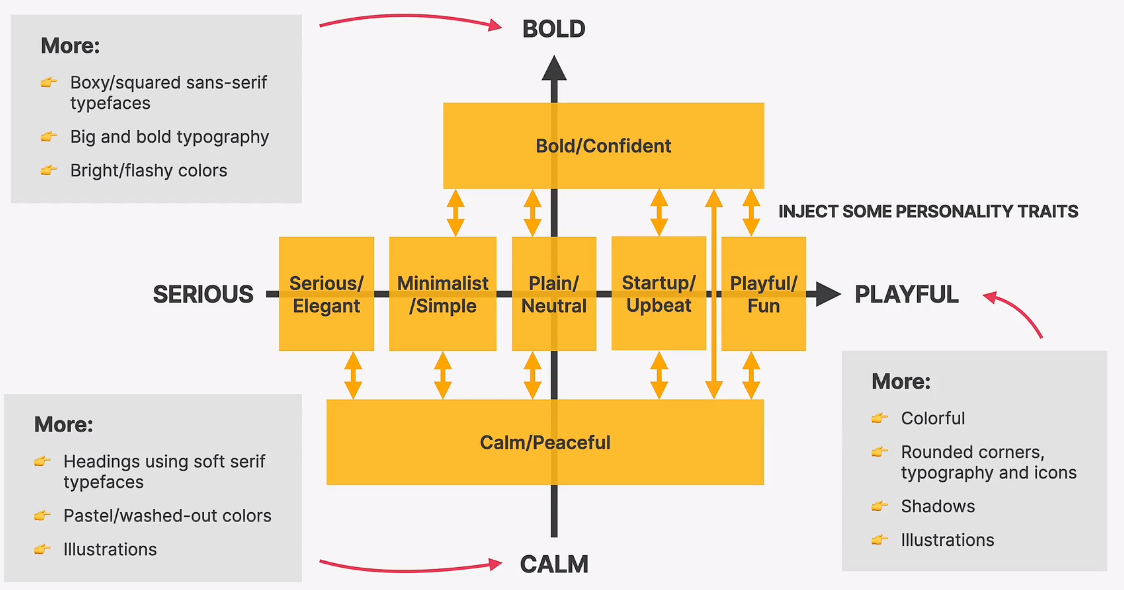 More:
Boxy/squared sans-serif
typefaces
Big and bold typography
Bright/flashy colors
BOLD
Bold/Confident
INJECT SOME PERSONALITY TRAITS
SERIOUS
Serious/
Elegant
Minimalist
/Simple
Plain/
Neutral
Startup/
Upbeat
Playful/
Fun
PLAYFUL
More:
Headings using soft serif
typefaces
Pastel/washed-out colors
Illustrations
Calm/Peaceful
CALM
More:
Colorful
Rounded corners,
typography and icons
Shadows
Illustrations